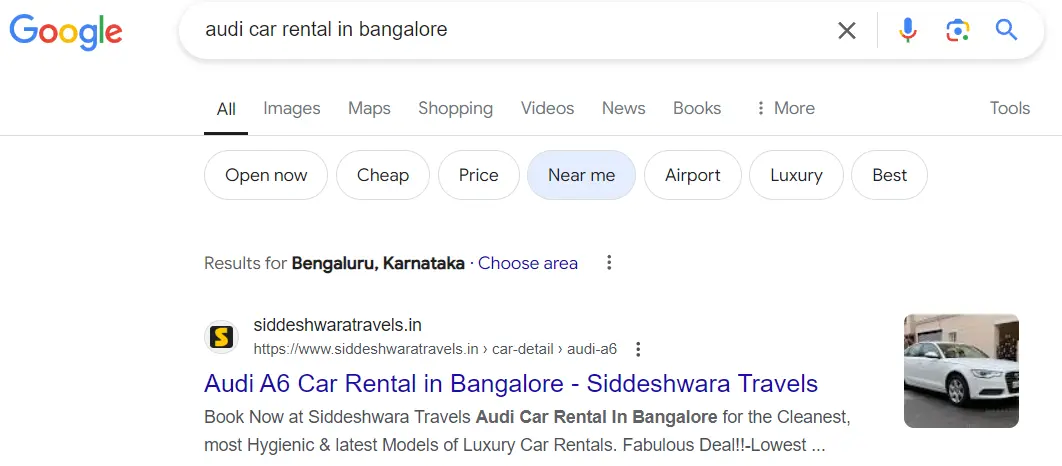 Google
audi car rental in bangalore
All Images Maps Shopping Videos News Books More Tools
Open now Cheap Price Near me Airport Luxury Best
Results for Bengaluru, Karnataka · Choose area
S
siddeshwaratravels.in
https://www.siddeshwaratravels.in › car-detail › audi-a6
Audi A6 Car Rental in Bangalore - Siddeshwara Travels
Book Now at Siddeshwara Travels Audi Car Rental In Bangalore for the Cleanest,
most Hygienic & latest Models of Luxury Car Rentals. Fabulous Deal!!-Lowest ...